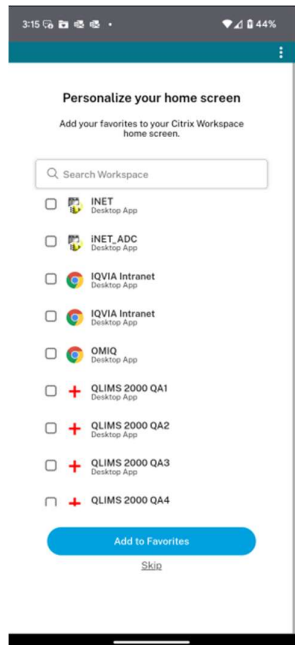 3:15
44%
Personalize your home screen
Add your favorites to your Citrix Workspace
home screen.
Search Workspace
INET
Desktop App
iNET_ADC
Desktop App
IQVIA Intranet
Desktop App
IQVIA Intranet
Desktop App
OMIQ
Desktop App
QLIMS 2000 QA1
Desktop App
QLIMS 2000 QA2
Desktop App
QLIMS 2000 QA3
Desktop App
QLIMS 2000 QA4
Add to Favorites
Skip